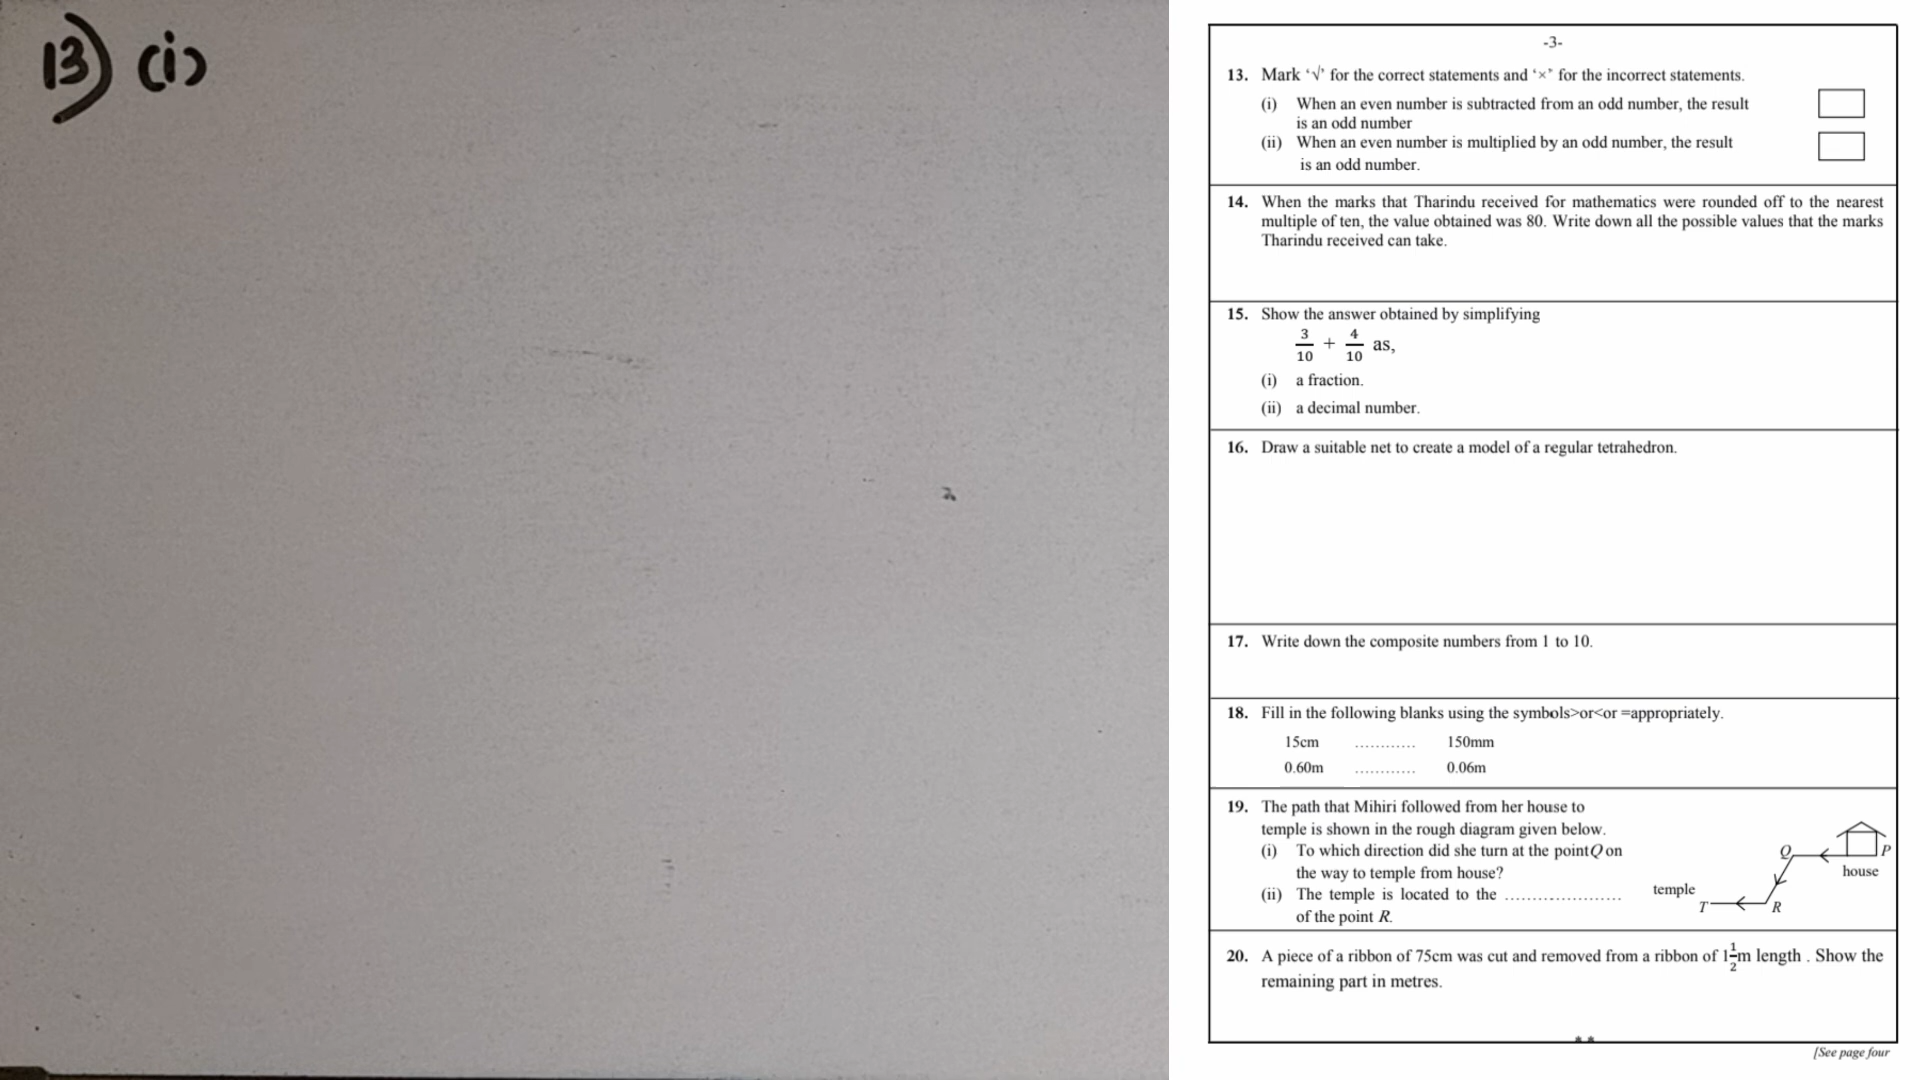 13) (i)
-3-
13. Mark ‘√’ for the correct statements and ‘×’ for the incorrect statements.
(i) When an even number is subtracted from an odd number, the result
is an odd number
(ii) When an even number is multiplied by an odd number, the result
is an odd number.
14. When the marks that Tharindu received for mathematics were rounded off to the nearest
multiple of ten, the value obtained was 80. Write down all the possible values that the marks
Tharindu received can take.
15. Show the answer obtained by simplifying
3/10 + 4/10 as,
(i) a fraction.
(ii) a decimal number.
16. Draw a suitable net to create a model of a regular tetrahedron.
17. Write down the composite numbers from 1 to 10.
18. Fill in the following blanks using the symbols>or<or =appropriately.
15cm ............ 150mm
0.60m ............ 0.06m
19. The path that Mihiri followed from her house to
temple is shown in the rough diagram given below.
(i) To which direction did she turn at the pointQ on
the way to temple from house?
(ii) The temple is located to the .....................
of the point R.
Q
P
house
temple
T
R
20. A piece of a ribbon of 75cm was cut and removed from a ribbon of 1 1/2m length . Show the
remaining part in metres.
[See page four